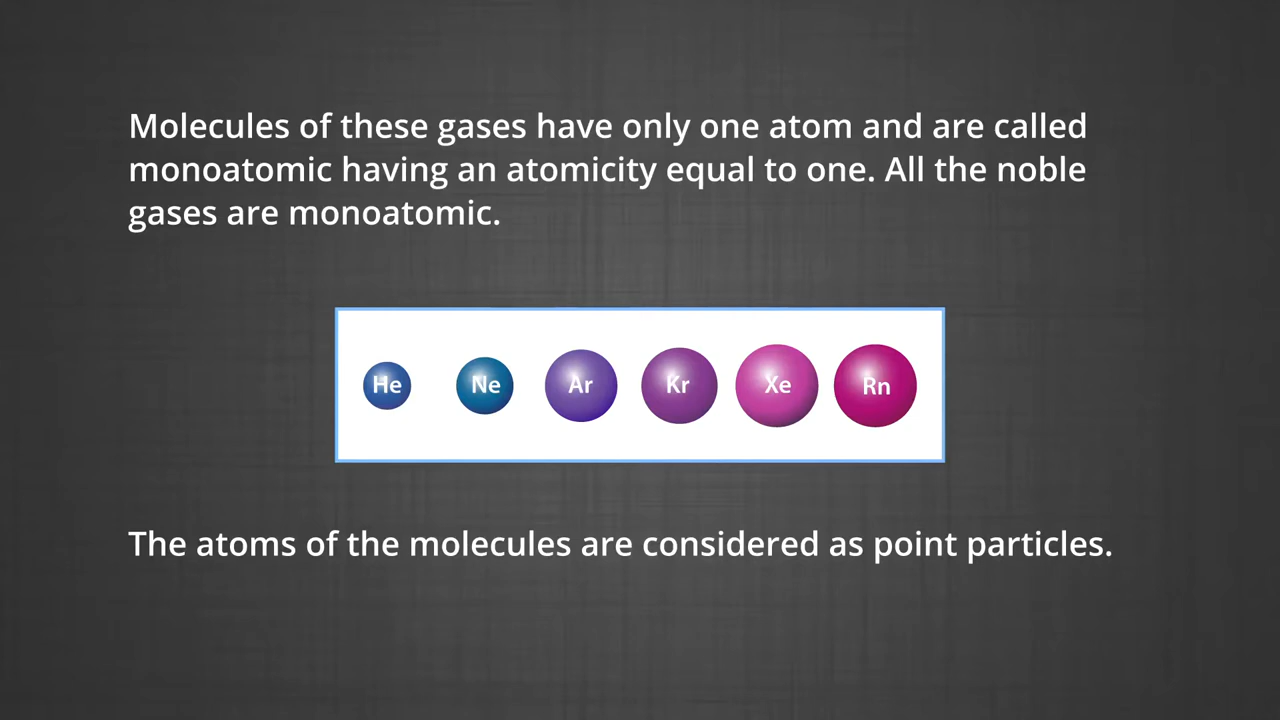 Molecules of these gases have only one atom and are called
monoatomic having an atomicity equal to one. All the noble
gases are monoatomic.
He Ne Ar Kr Xe Rn
The atoms of the molecules are considered as point particles.